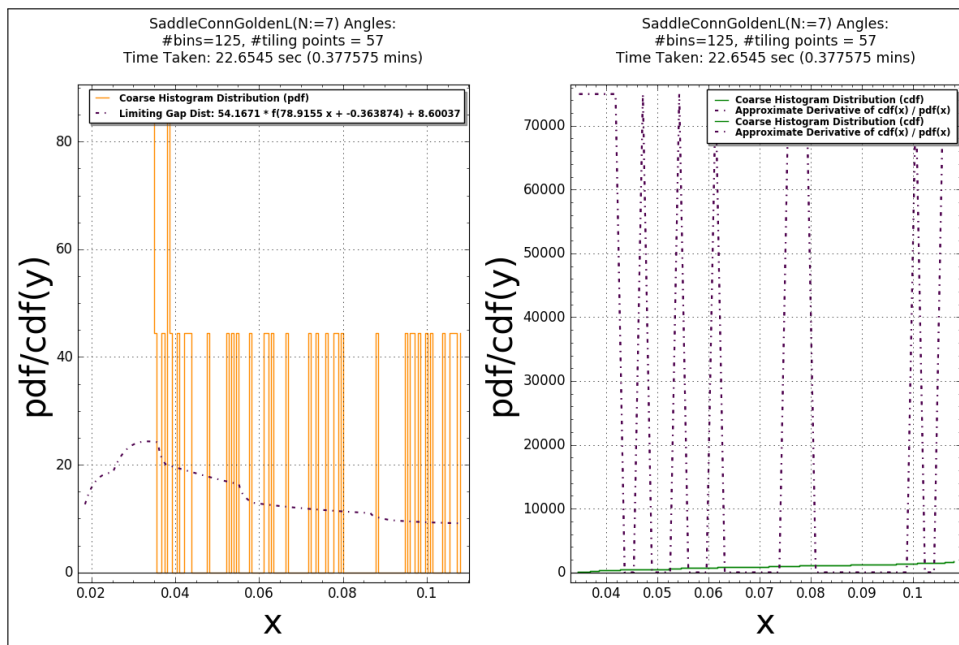 SaddleConnGoldenL(N:=7) Angles:
#bins=125, #tiling points = 57
Time Taken: 22.6545 sec (0.377575 mins)
Coarse Histogram Distribution (pdf)
Limiting Gap Dist: 54.1671 * f(78.9155 x + -0.363874) + 8.60037
pdf/cdf(y)
80
60
40
20
0
0.02
0.04
0.06
0.08
0.1
x
SaddleConnGoldenL(N:=7) Angles:
#bins=125, #tiling points = 57
Time Taken: 22.6545 sec (0.377575 mins)
Coarse Histogram Distribution (cdf)
Approximate Derivative of cdf(x) / pdf(x)
Coarse Histogram Distribution (cdf)
Approximate Derivative of cdf(x) / pdf(x)
pdf/cdf(y)
70000
60000
50000
40000
30000
20000
10000
0
0.04
0.05
0.06
0.07
0.08
0.09
0.1
x